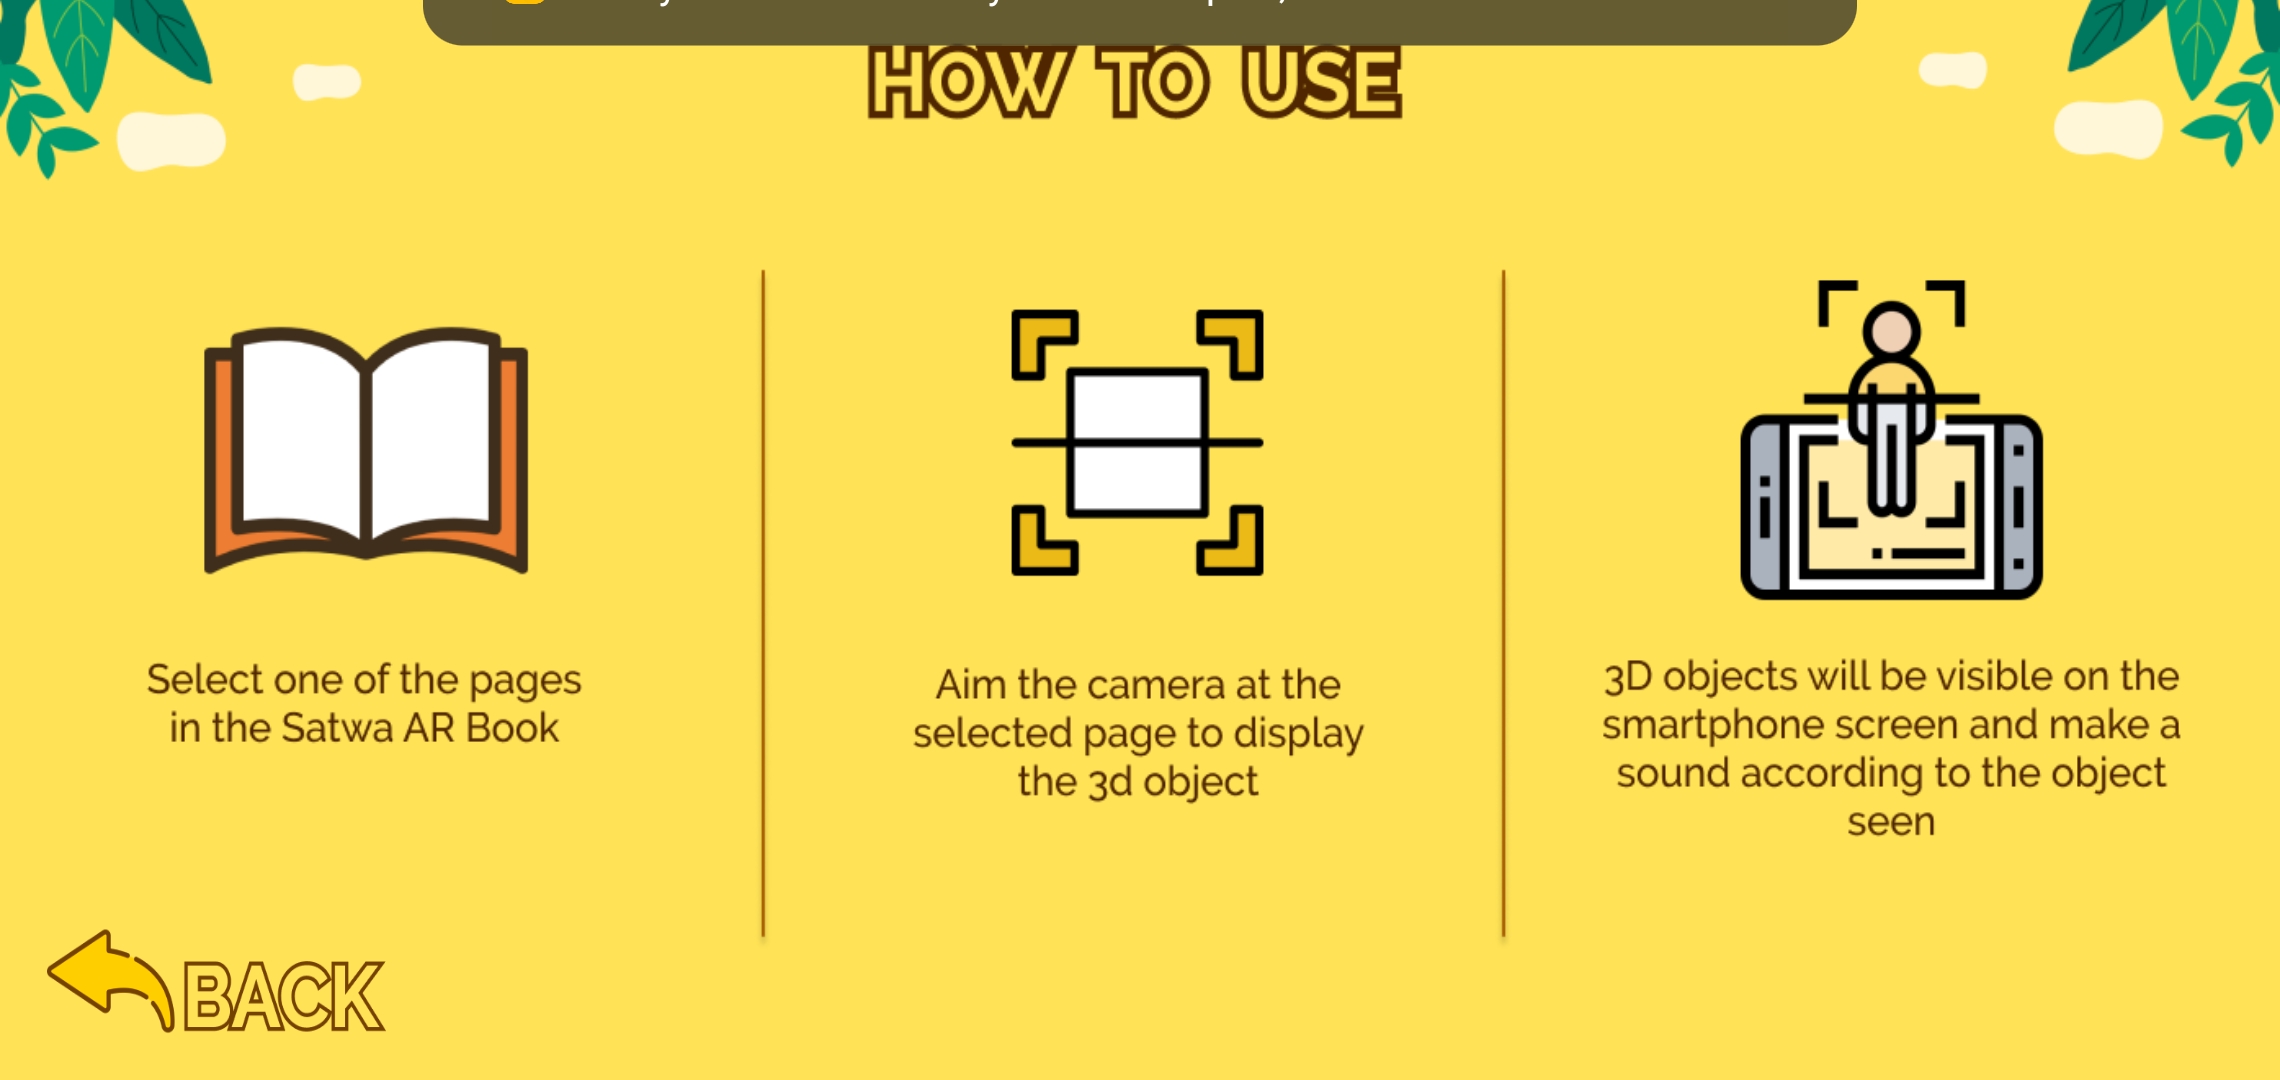 HOW TO USE
Select one of the pages
in the Satwa AR Book
Aim the camera at the
selected page to display
the 3d object
3D objects will be visible on the
smartphone screen and make a
sound according to the object
seen
BACK